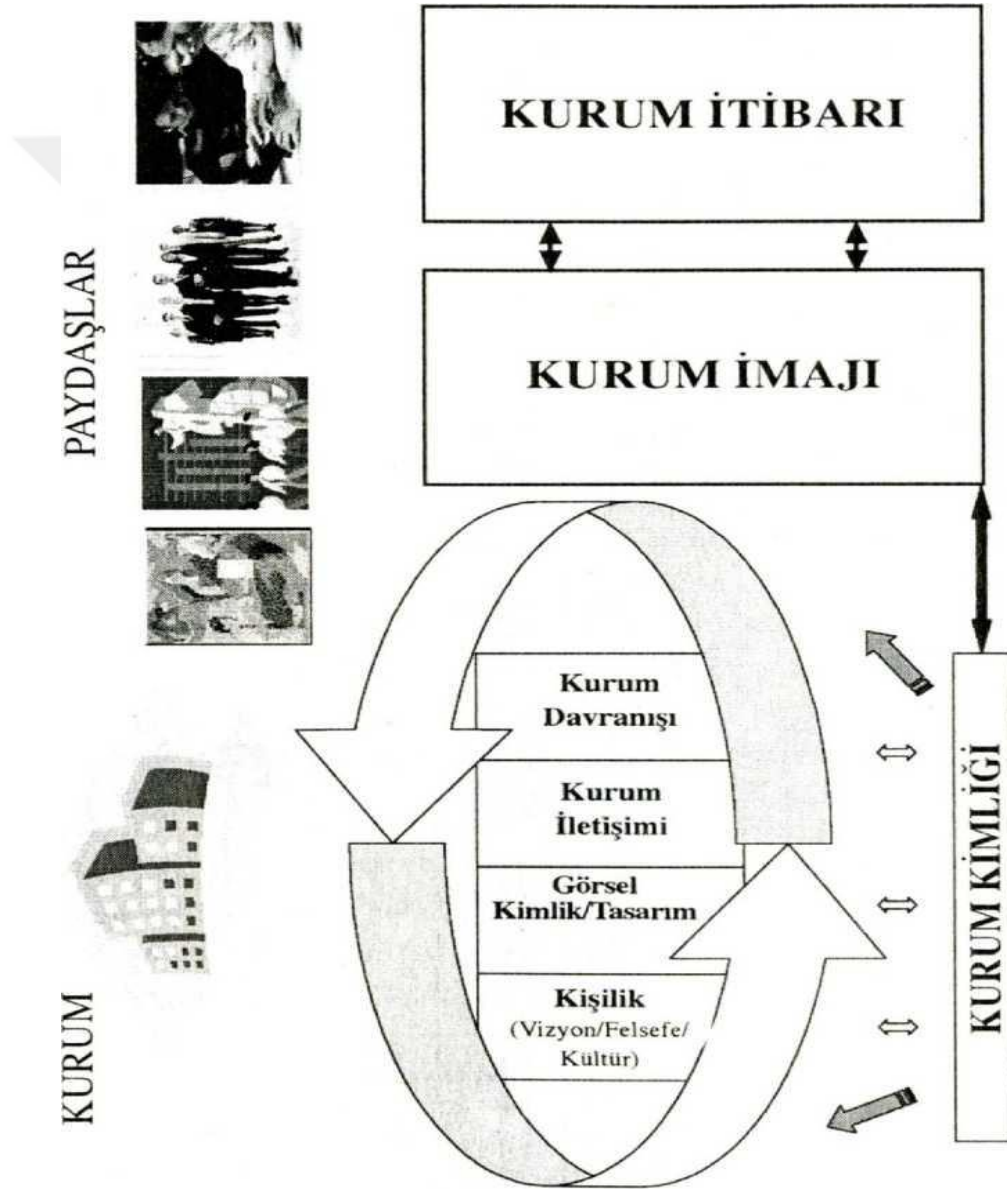 PAYDAŞLAR
KURUM İTİBARI
KURUM İMAJI
KURUM
Kurum
Davranışı
Kurum
İletişimi
Görsel
Kimlik/Tasarım
Kişilik
(Vizyon/Felsefe/
Kültür)
KURUM KİMLİĞİ